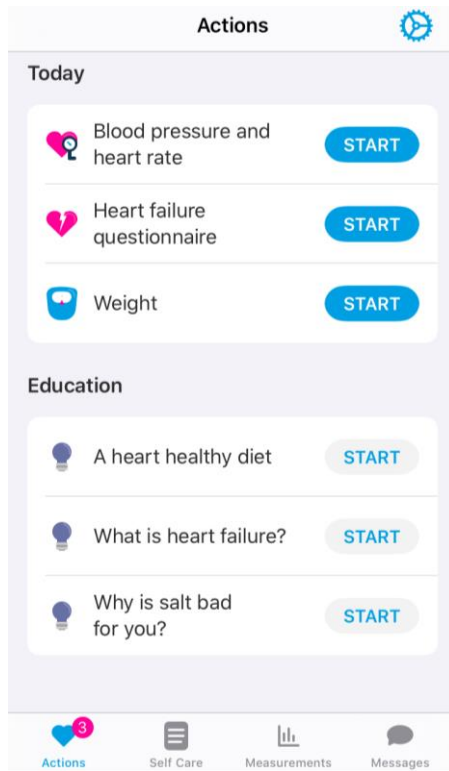 Actions
Today
Blood pressure and
heart rate
START
Heart failure
questionnaire
START
Weight
START
Education
A heart healthy diet
START
What is heart failure?
START
Why is salt bad
for you?
START
3
Actions
Self Care
Measurements
Messages